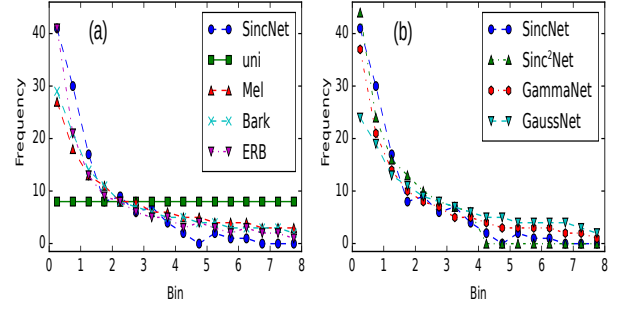 (a)
SincNet
uni
Mel
Bark
ERB
Frequency
40
30
20
10
0
0 1 2 3 4 5 6 7 8
Bin
(b)
SincNet
Sinc²Net
GammaNet
GaussNet
Frequency
40
30
20
10
0
0 1 2 3 4 5 6 7 8
Bin